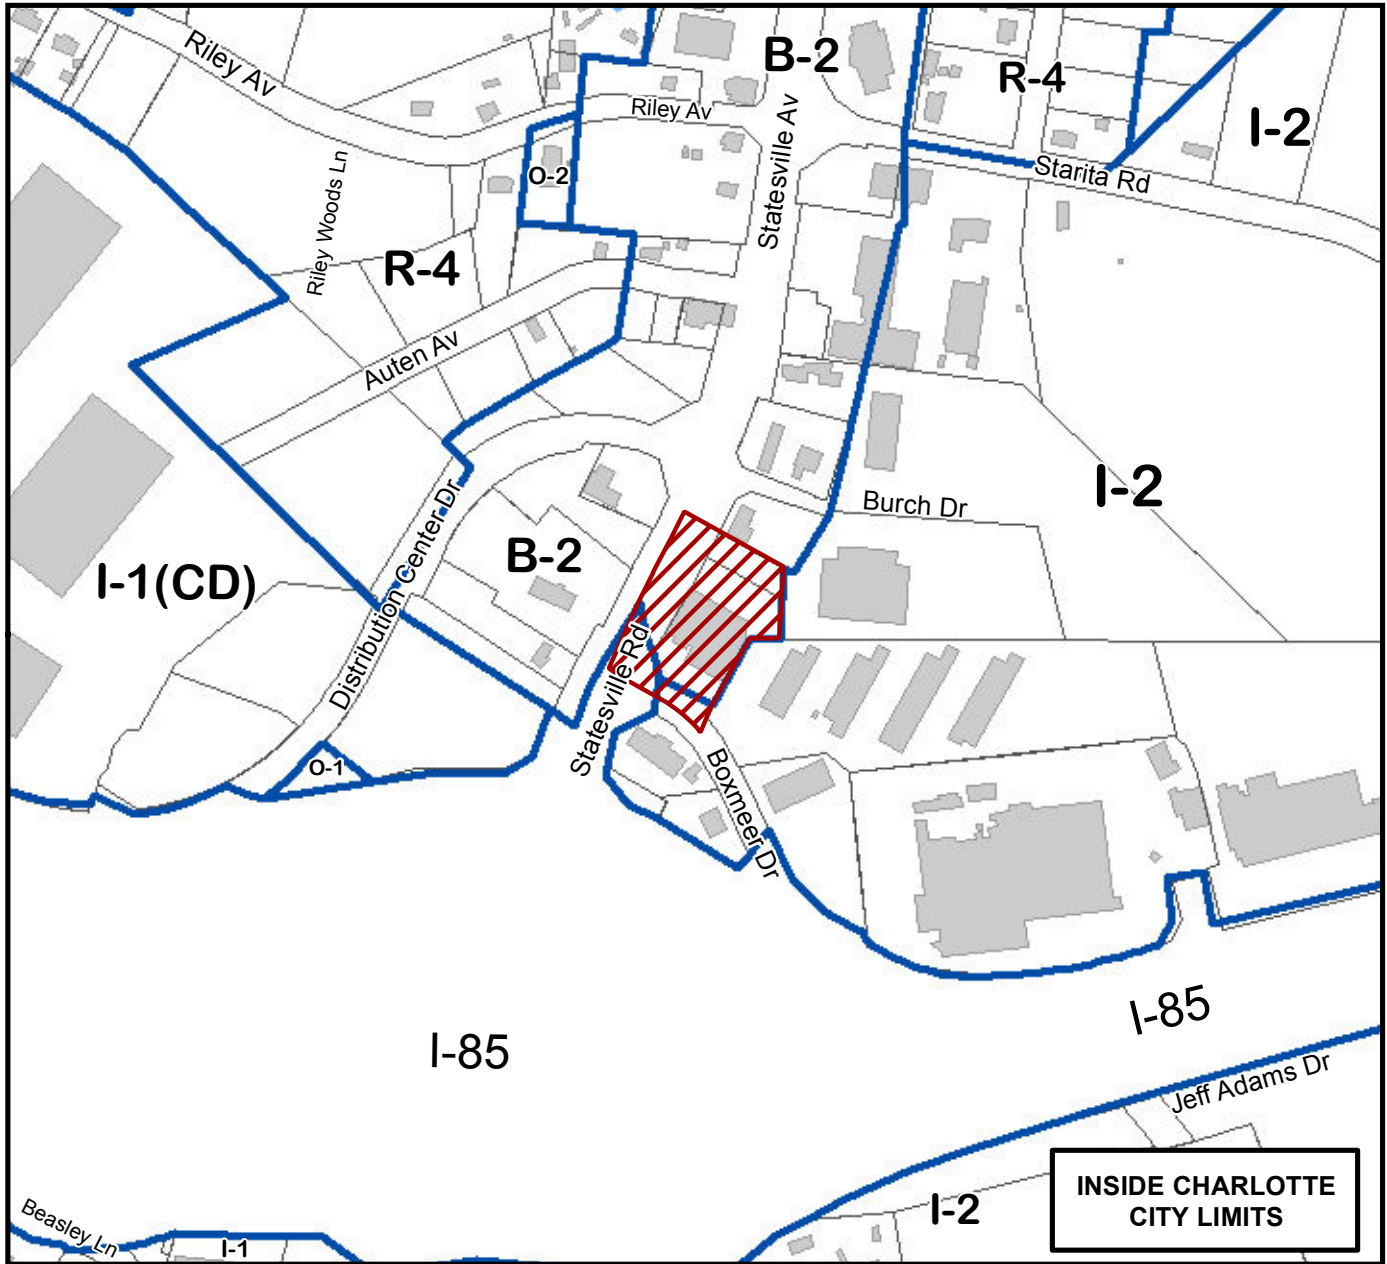 Riley Av
B-2
R-4
I-2
Riley Av
Statesville Av
Starita Rd
O-2
Riley Woods Ln
R-4
Auten Av
I-2
Burch Dr
B-2
I-1(CD)
Distribution Center Dr
Statesville Rd
O-1
Boxmeer Dr
I-85
I-85
Jeff Adams Dr
INSIDE CHARLOTTE
CITY LIMITS
I-2
Beasley Ln
I-1